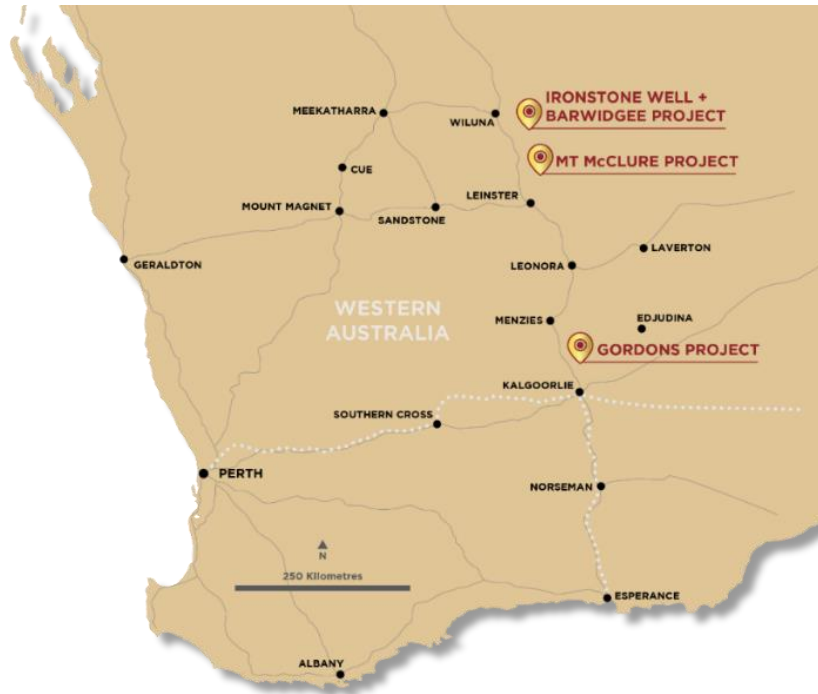 IRONSTONE WELL +
BARWIDGEE PROJECT
MEEKATHARRA
WILUNA
MT McCLURE PROJECT
CUE
LEINSTER
MOUNT MAGNET
SANDSTONE
LAVERTON
GERALDTON
LEONORA
WESTERN
AUSTRALIA
MENZIES
EDJUDINA
GORDONS PROJECT
KALGOORLIE
SOUTHERN CROSS
PERTH
NORSEMAN
N
250 Kilometres
ESPERANCE
ALBANY